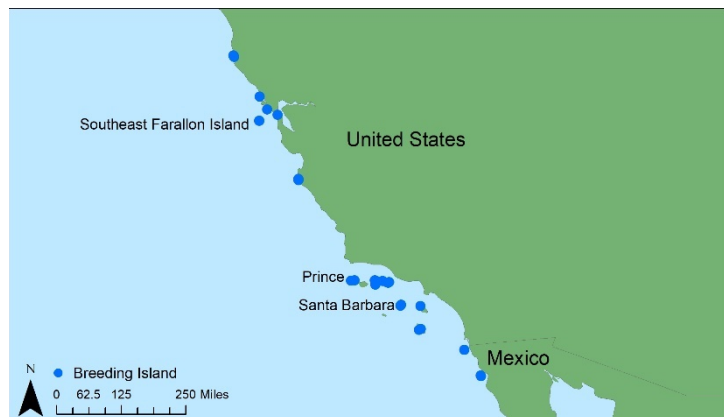 Southeast Farallon Island
United States
Prince
Santa Barbara
Mexico
N
Breeding Island
0 62.5 125 250 Miles